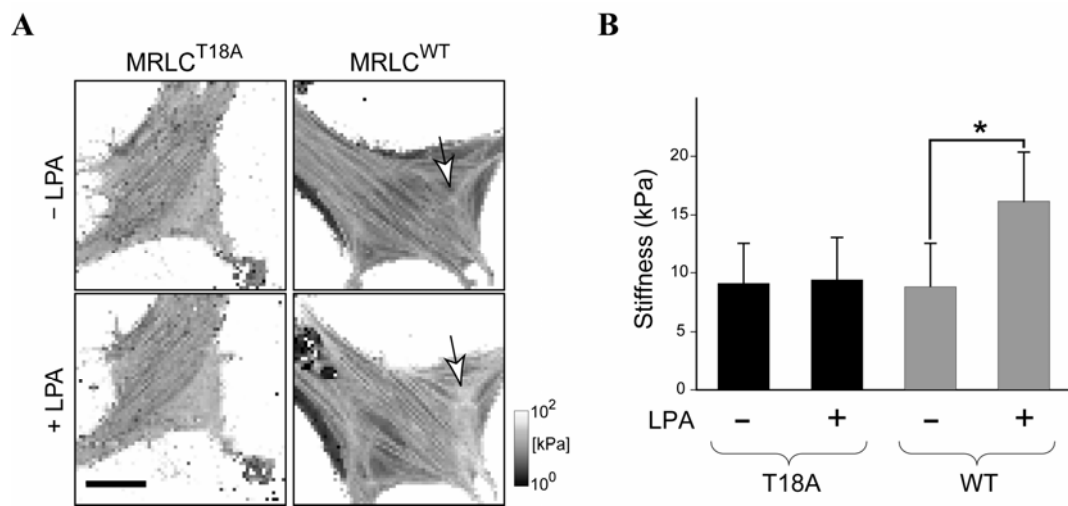 A
MRLC^T18A
MRLC^WT
– LPA
+ LPA
10^2
[kPa]
10^0
B
*
Stiffness (kPa)
20
15
10
5
0
LPA – + – +
T18A
WT